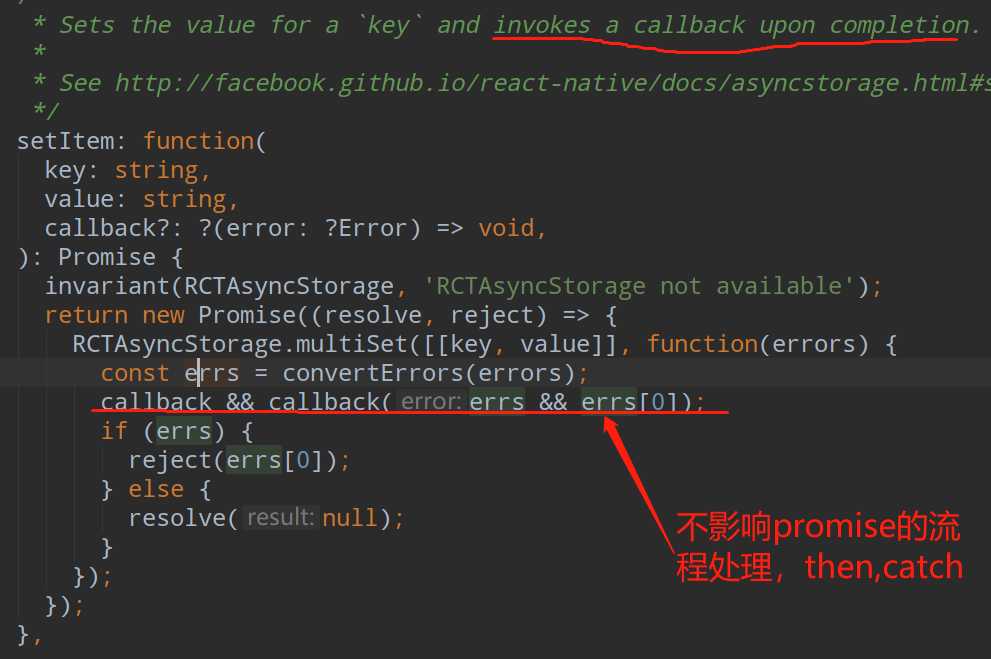 * Sets the value for a `key` and invokes a callback upon completion.
*
* See http://facebook.github.io/react-native/docs/asyncstorage.html#s
*/
setItem: function(
key: string,
value: string,
callback?: ?(error: ?Error) => void,
): Promise {
invariant(RCTAsyncStorage, 'RCTAsyncStorage not available');
return new Promise((resolve, reject) => {
RCTAsyncStorage.multiSet([[key, value]], function(errors) {
const errs = convertErrors(errors);
callback && callback( error: errs && errs[0]);
if (errs) {
reject(errs[0]);
} else {
resolve( result: null);
}
});
});
},
不影响promise的流
程处理，then,catch